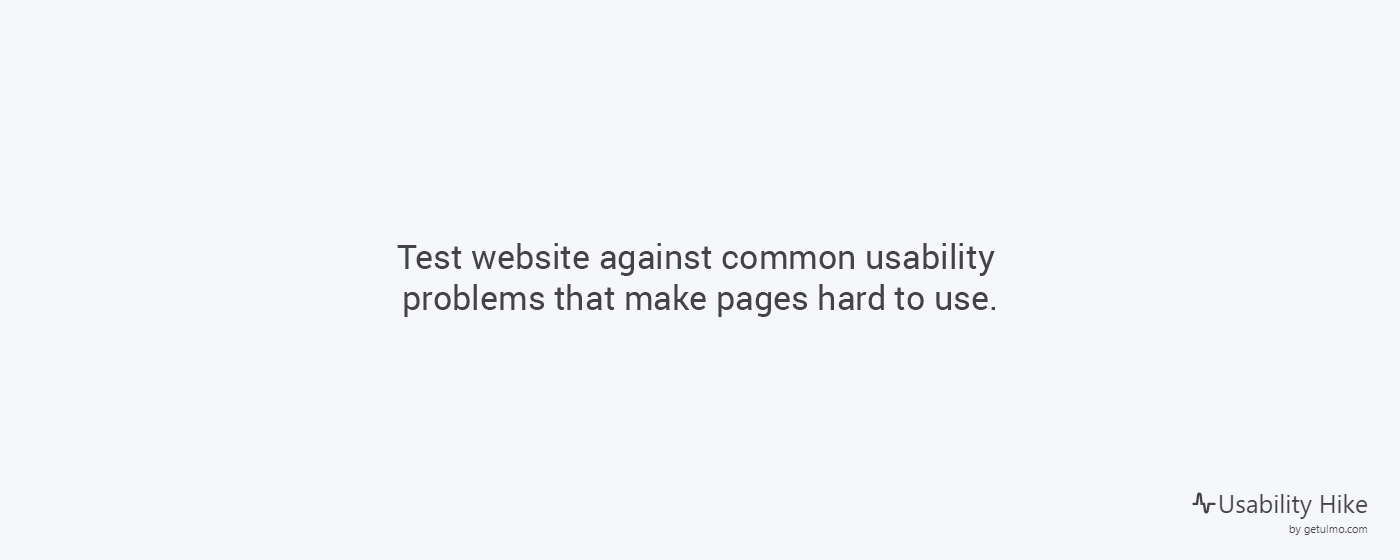 Test website against common usability
problems that make pages hard to use.
Usability Hike
by getulmo.com